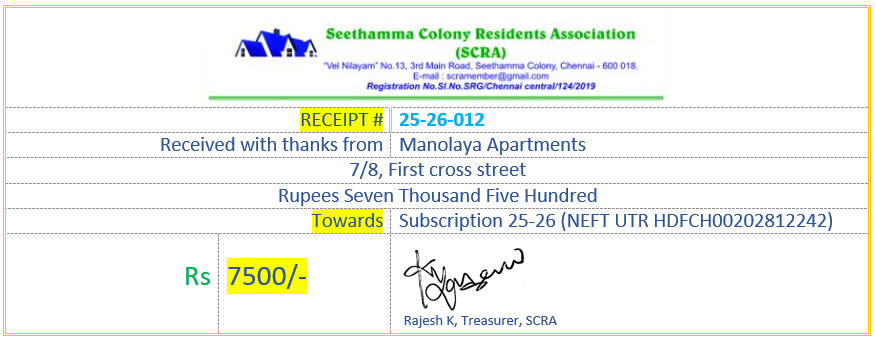 Seethamma Colony Residents Association
(SCRA)
"Vel Nilayam" No.13, 3rd Main Road, Seethamma Colony, Chennai - 600 018.
E-mail : scramember@gmail.com
Registration No.Sl.No.SRG/Chennai central/124/2019
RECEIPT # 25-26-012
Received with thanks from Manolaya Apartments
7/8, First cross street
Rupees Seven Thousand Five Hundred
Towards Subscription 25-26 (NEFT UTR HDFCH00202812242)
Rs 7500/-
Rajesh K, Treasurer, SCRA